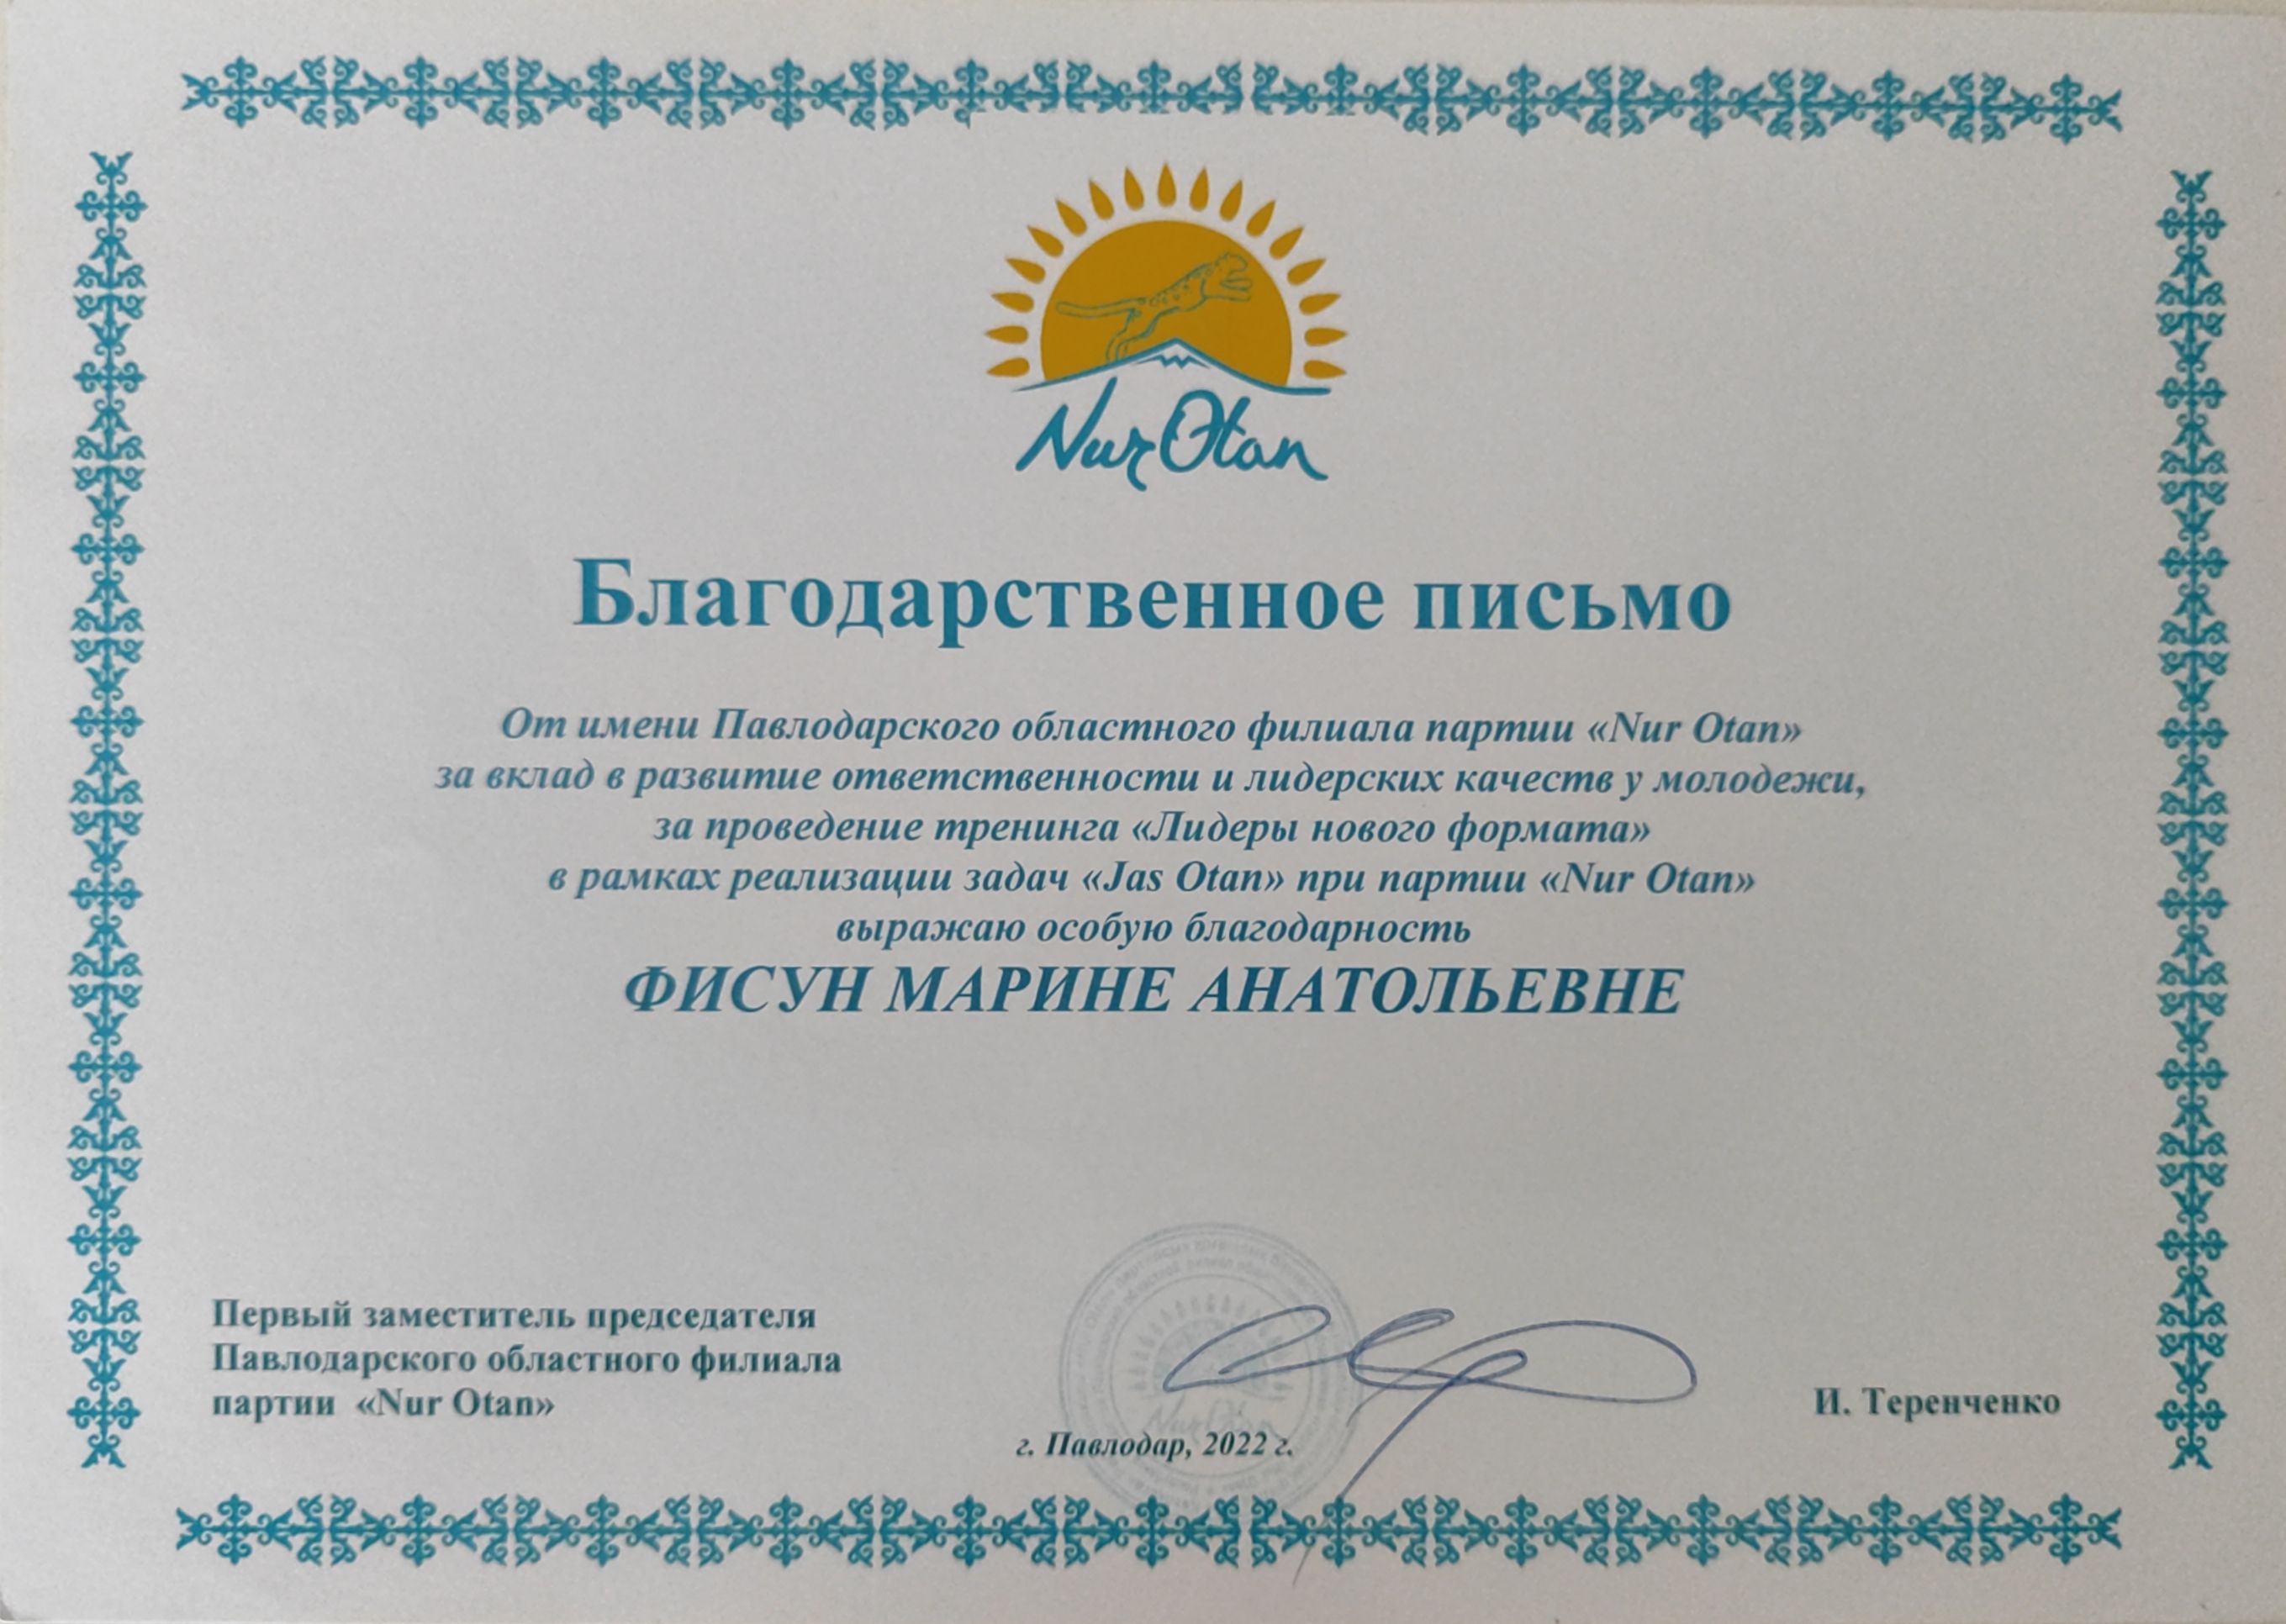 Nur Otan
Благодарственное письмо
От имени Павлодарского областного филиала партии «Nur Otan»
за вклад в развитие ответственности и лидерских качеств у молодежи,
за проведение тренинга «Лидеры нового формата»
в рамках реализации задач «Jas Otan» при партии «Nur Otan»
выражаю особую благодарность
ФИСУН МАРИНЕ АНАТОЛЬЕВНЕ
Первый заместитель председателя
Павлодарского областного филиала
партии «Nur Otan»
И. Теренченко
Nur Otan
г. Павлодар, 2022 г.